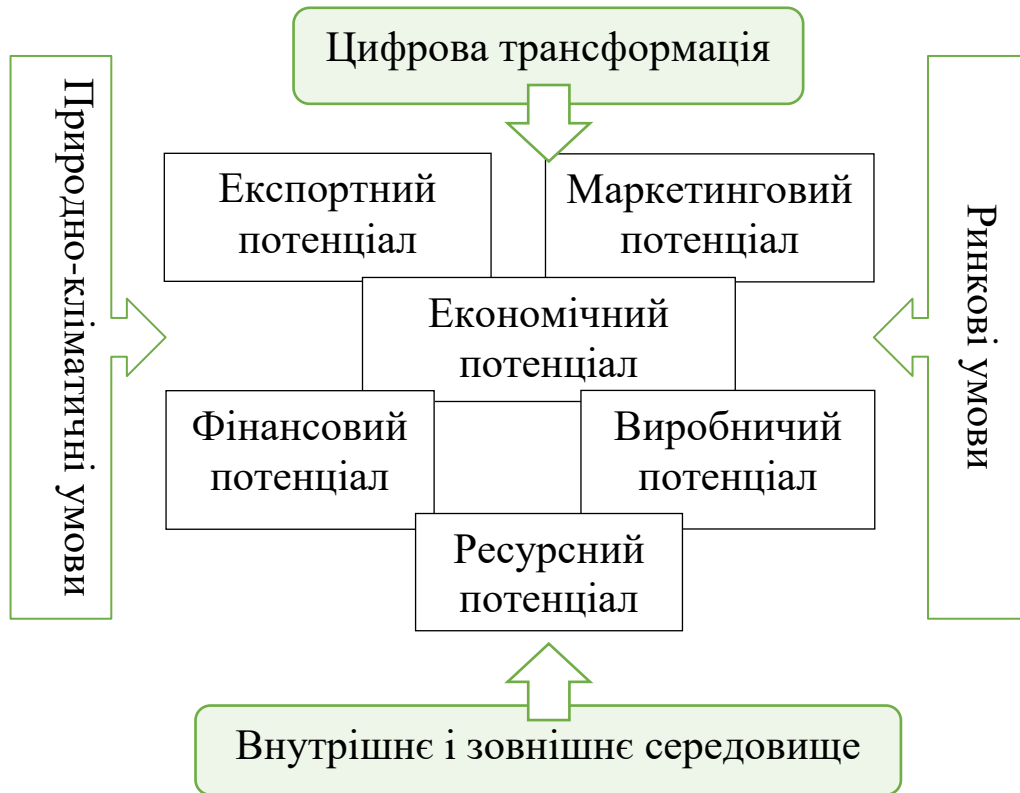 Цифрова трансформація
Природно-кліматичні умови
Експортний
потенціал
Маркетинговий
потенціал
Економічний
потенціал
Ринкові умови
Фінансовий
потенціал
Виробничий
потенціал
Ресурсний
потенціал
Внутрішнє і зовнішнє середовище